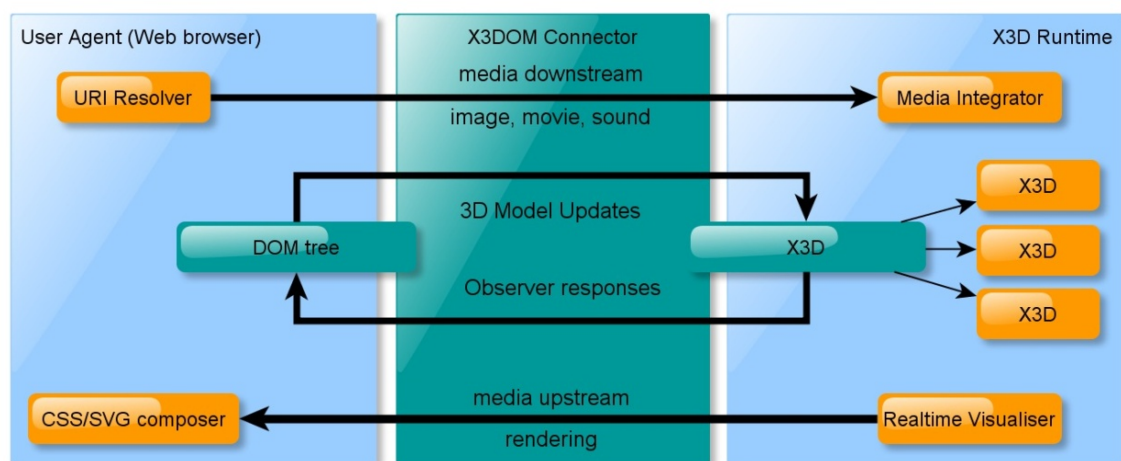 User Agent (Web browser)
X3DOM Connector
X3D Runtime
media downstream
URI Resolver
Media Integrator
image, movie, sound
X3D
3D Model Updates
DOM tree
X3D
X3D
Observer responses
X3D
media upstream
CSS/SVG composer
Realtime Visualiser
rendering